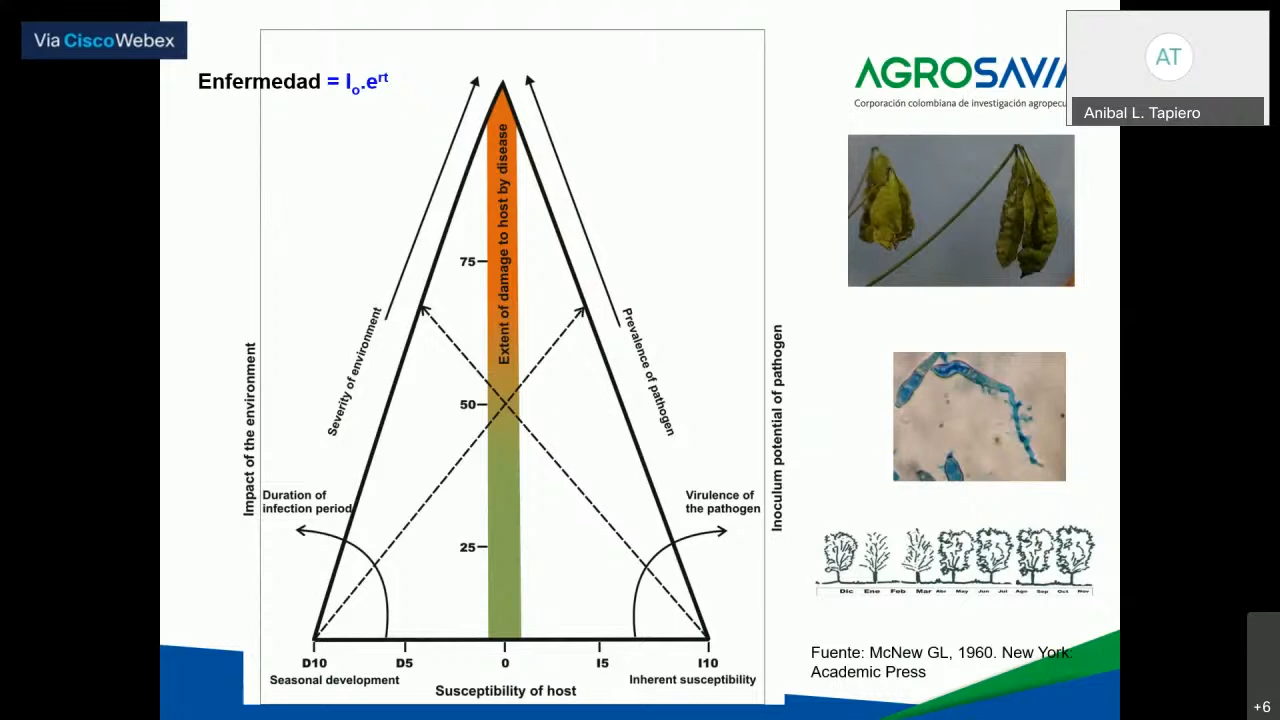 Via CiscoWebex
Enfermedad = Io.e^rt
AGROSAVIA
Corporación colombiana de investigación agropecu
AT
Anibal L. Tapiero
Extent of damage to host by disease
75
50
25
Severity of environment
Prevalence of pathogen
Impact of the environment
Inoculum potential of pathogen
Duration of
infection period
Virulence of
the pathogen
D10 D5 0 I5 I10
Seasonal development
Inherent susceptibility
Susceptibility of host
Dic Ene Feb Mar Abr May Jun Jul Ago Sep Oct Nov
Fuente: McNew GL, 1960. New York:
Academic Press
+6